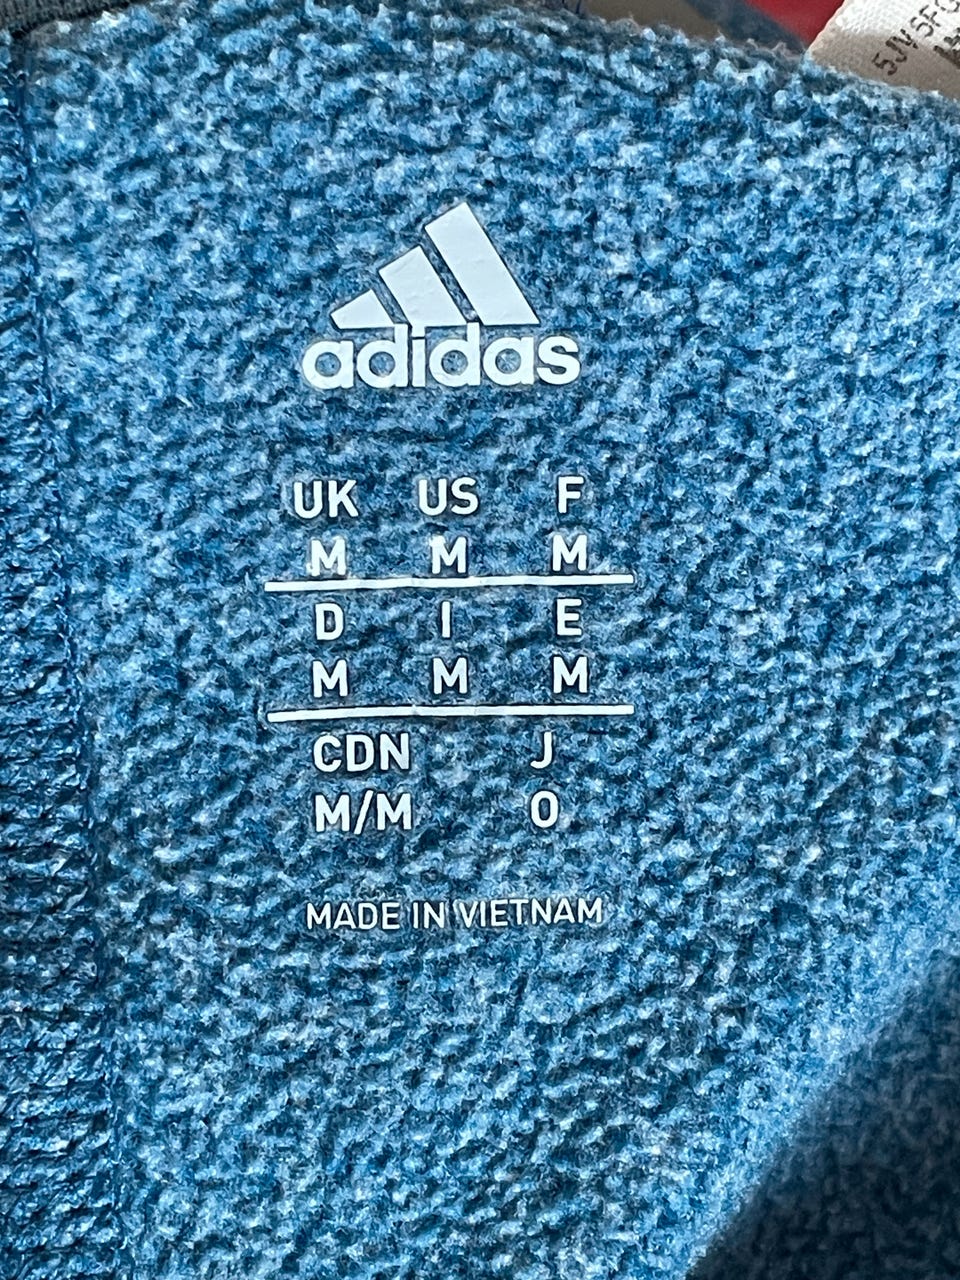 adidas
UK US F
M M M
D I E
M M M
CDN J
M/M O
MADE IN VIETNAM